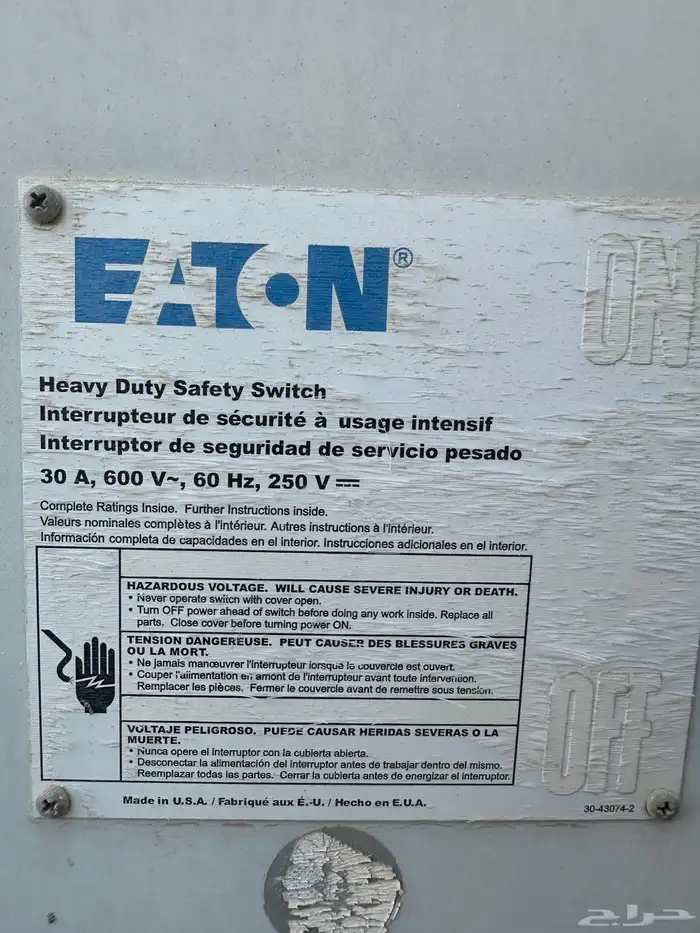 EATON®
ON
Heavy Duty Safety Switch
Interrupteur de sécurité à usage intensif
Interruptor de seguridad de servicio pesado
30 A, 600 V~, 60 Hz, 250 V ⎓
Complete Ratings Inside. Further Instructions inside.
Valeurs nominales complètes à l'intérieur. Autres instructions à l'intérieur.
Información completa de capacidades en el interior. Instrucciones adicionales en el interior.
HAZARDOUS VOLTAGE. WILL CAUSE SEVERE INJURY OR DEATH.
• Never operate switch with cover open.
• Turn OFF power ahead of switch before doing any work inside. Replace all
parts. Close cover before turning power ON.
TENSION DANGEREUSE. PEUT CAUSER DES BLESSURES GRAVES
OU LA MORT.
• Ne jamais manœuvrer l'interrupteur lorsque le couvercle est ouvert.
• Couper l'alimentation en amont de l'interrupteur avant toute intervention.
Remplacer les pièces. Fermer le couvercle avant de remettre sous tension.
OFF
VOLTAJE PELIGROSO. PUEDE CAUSAR HERIDAS SEVERAS O LA
MUERTE.
• Nunca opere el interruptor con la cubierta abierta.
• Desconectar la alimentación del interruptor antes de trabajar dentro del mismo.
Reemplazar todas las partes. Cerrar la cubierta antes de energizar el interruptor.
Made in U.S.A. / Fabriqué aux É.-U. / Hecho en E.U.A.
30-43074-2
حراج